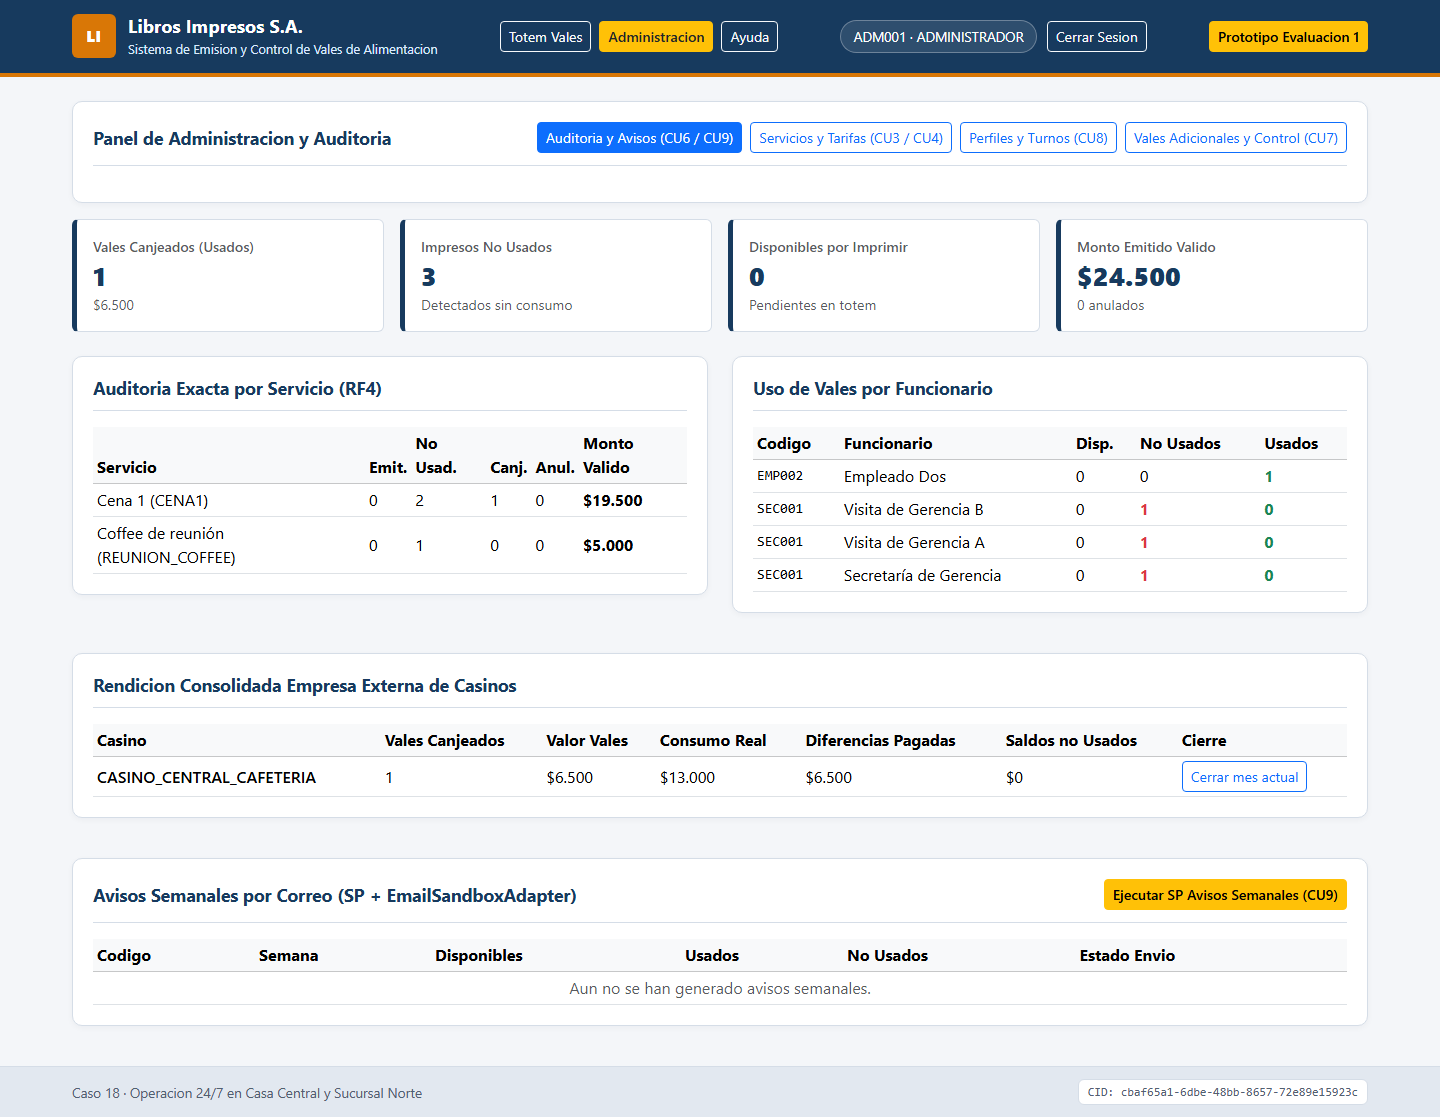 LI
Libros Impresos S.A.
Sistema de Emision y Control de Vales de Alimentacion
Totem Vales
Administracion
Ayuda
ADM001 · ADMINISTRADOR
Cerrar Sesion
Prototipo Evaluacion 1
Panel de Administracion y Auditoria
Auditoria y Avisos (CU6 / CU9)
Servicios y Tarifas (CU3 / CU4)
Perfiles y Turnos (CU8)
Vales Adicionales y Control (CU7)
Vales Canjeados (Usados)
1
$6.500
Impresos No Usados
3
Detectados sin consumo
Disponibles por Imprimir
0
Pendientes en totem
Monto Emitido Valido
$24.500
0 anulados
Auditoria Exacta por Servicio (RF4)
Servicio Emit. No Usad. Canj. Anul. Monto Valido
Cena 1 (CENA1) 0 2 1 0 $19.500
Coffee de reunión (REUNION_COFFEE) 0 1 0 0 $5.000
Uso de Vales por Funcionario
Codigo Funcionario Disp. No Usados Usados
EMP002 Empleado Dos 0 0 1
SEC001 Visita de Gerencia B 0 1 0
SEC001 Visita de Gerencia A 0 1 0
SEC001 Secretaría de Gerencia 0 1 0
Rendicion Consolidada Empresa Externa de Casinos
Casino Vales Canjeados Valor Vales Consumo Real Diferencias Pagadas Saldos no Usados Cierre
CASINO_CENTRAL_CAFETERIA 1 $6.500 $13.000 $6.500 $0 Cerrar mes actual
Avisos Semanales por Correo (SP + EmailSandboxAdapter)
Ejecutar SP Avisos Semanales (CU9)
Codigo Semana Disponibles Usados No Usados Estado Envio
Aun no se han generado avisos semanales.
Caso 18 · Operacion 24/7 en Casa Central y Sucursal Norte
CID: cbaf65a1-6dbe-48bb-8657-72e89e15923c